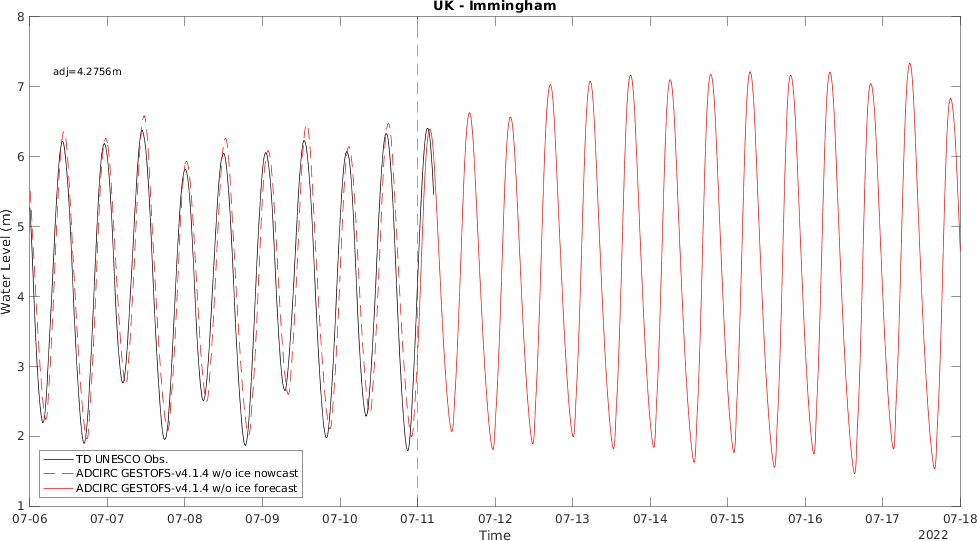 UK - Immingham
8
7
6
5
4
3
2
1
Water Level (m)
adj=4.2756m
TD UNESCO Obs.
ADCIRC GESTOFS-v4.1.4 w/o ice nowcast
ADCIRC GESTOFS-v4.1.4 w/o ice forecast
07-06 07-07 07-08 07-09 07-10 07-11 07-12 07-13 07-14 07-15 07-16 07-17 07-18
Time
2022